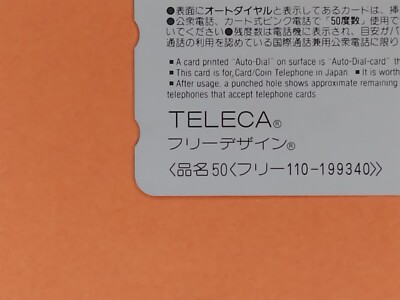 ●表面にオートダイヤルと表示してあるカードは、挿
●公衆電話、カード式ピンク電話で「50度数」使用で
いてください●残度数は電話機に表示され、目安がパ
通話の利用を認めている国際通話兼用公衆電話に限り
■A card printed "Auto-Dial" on surface is "Auto-Dial-card" th
■This card is for Card/Coin Telephone in Japan ■It is worth
■After usage, a punched hole shows approximate remaining
telephones that accept telephone cards
TELECA®
フリーデザイン®
〈品名50〈フリー110-199340〉〉